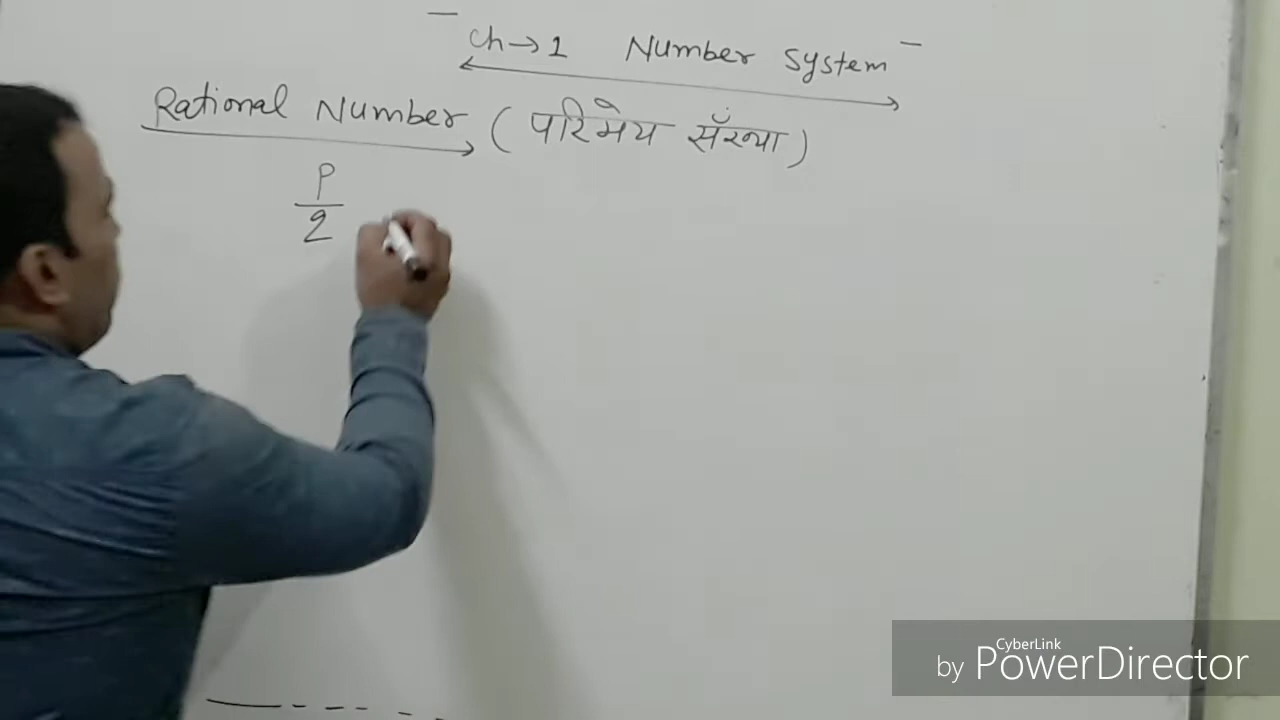 Ch→1 Number System
Rational Number (परिमेय सँख्या)
P
q
CyberLink
by PowerDirector